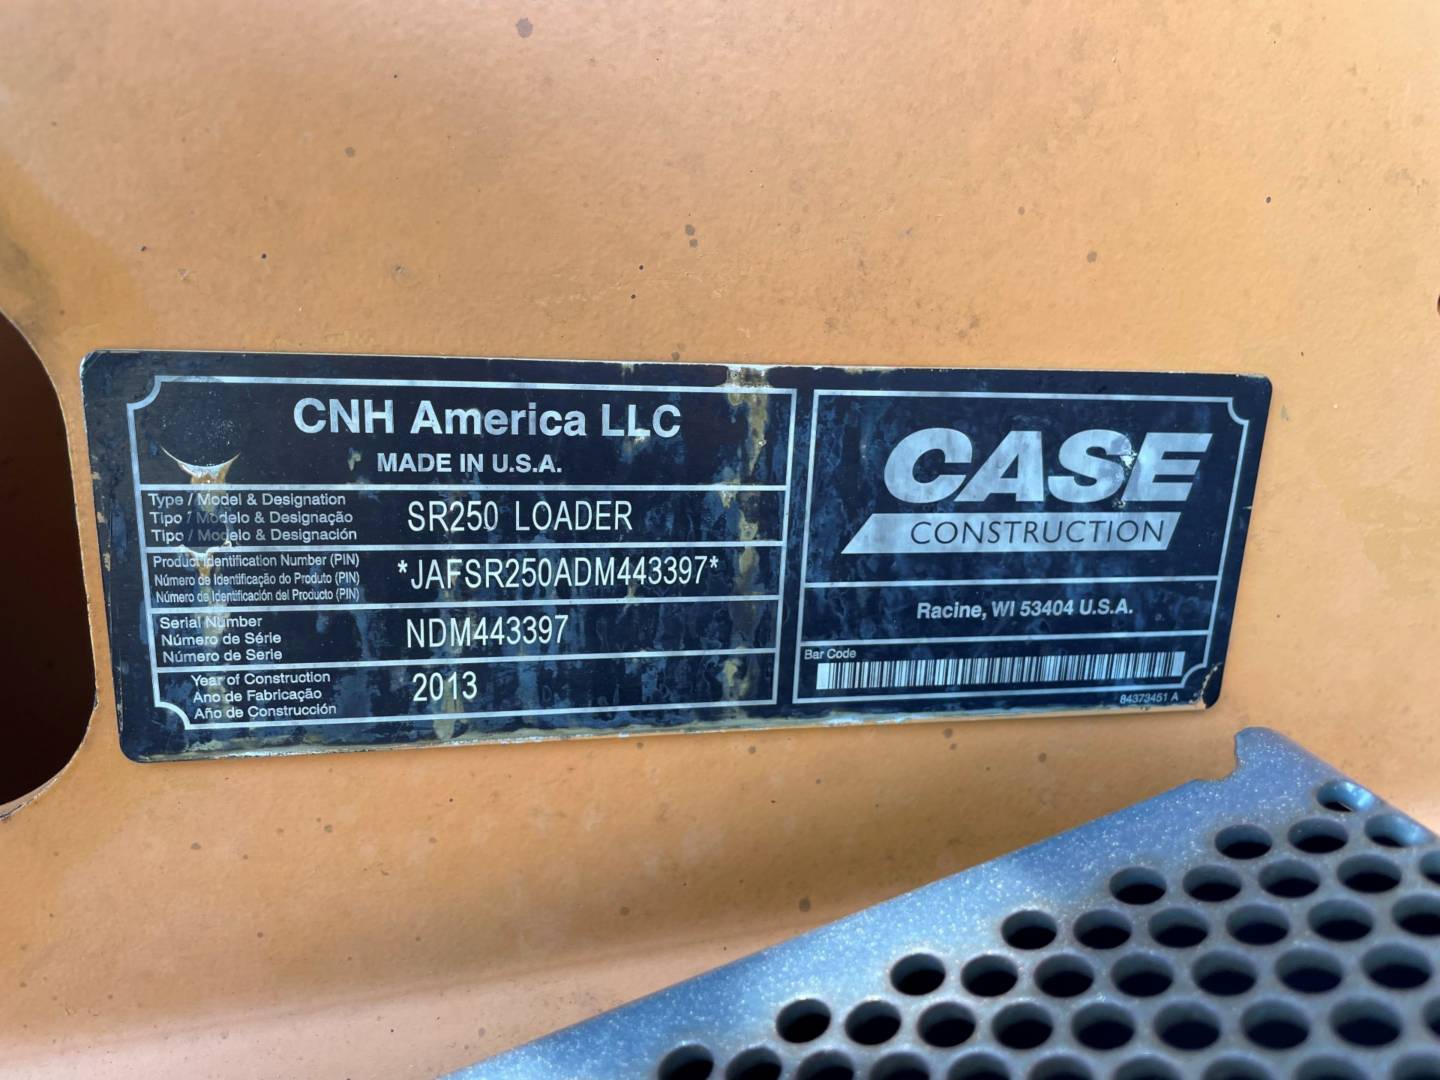 CNH America LLC
MADE IN U.S.A.
Type / Model & Designation
Tipo / Modelo & Designação
Tipo / Modelo & Designación
SR250 LOADER
Product Identification Number (PIN)
Número de Identificação do Produto (PIN)
Número de Identificación del Producto (PIN)
*JAFSR250ADM443397*
Serial Number
Número de Série
Número de Serie
NDM443397
Year of Construction
Ano de Fabricação
Año de Construcción
2013
CASE
CONSTRUCTION
Racine, WI 53404 U.S.A.
Bar Code
84373451 A